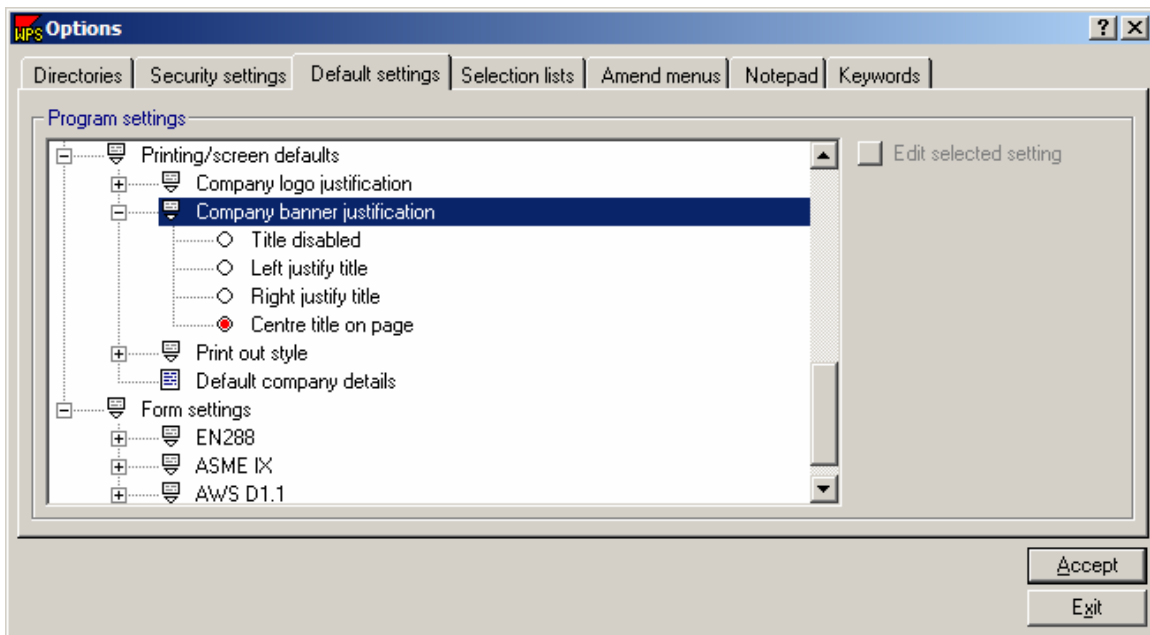 WPS Options
Directories Security settings Default settings Selection lists Amend menus Notepad Keywords
Program settings
Printing/screen defaults
Edit selected setting
Company logo justification
Company banner justification
Title disabled
Left justify title
Right justify title
Centre title on page
Print out style
Default company details
Form settings
EN288
ASME IX
AWS D1.1
Accept
Exit